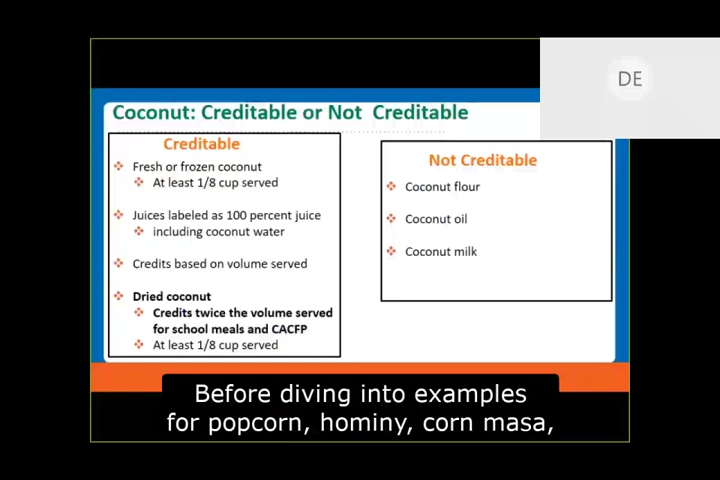 DE
Coconut: Creditable or Not Creditable
Creditable
Fresh or frozen coconut
At least 1/8 cup served
Juices labeled as 100 percent juice
including coconut water
Credits based on volume served
Dried coconut
Credits twice the volume served
for school meals and CACFP
At least 1/8 cup served
Not Creditable
Coconut flour
Coconut oil
Coconut milk
Before diving into examples
for popcorn, hominy, corn masa,